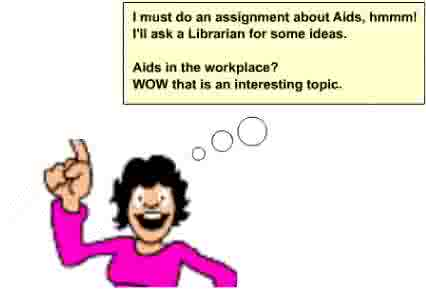 I must do an assignment about Aids, hmmm!
I'll ask a Librarian for some ideas.
Aids in the workplace?
WOW that is an interesting topic.